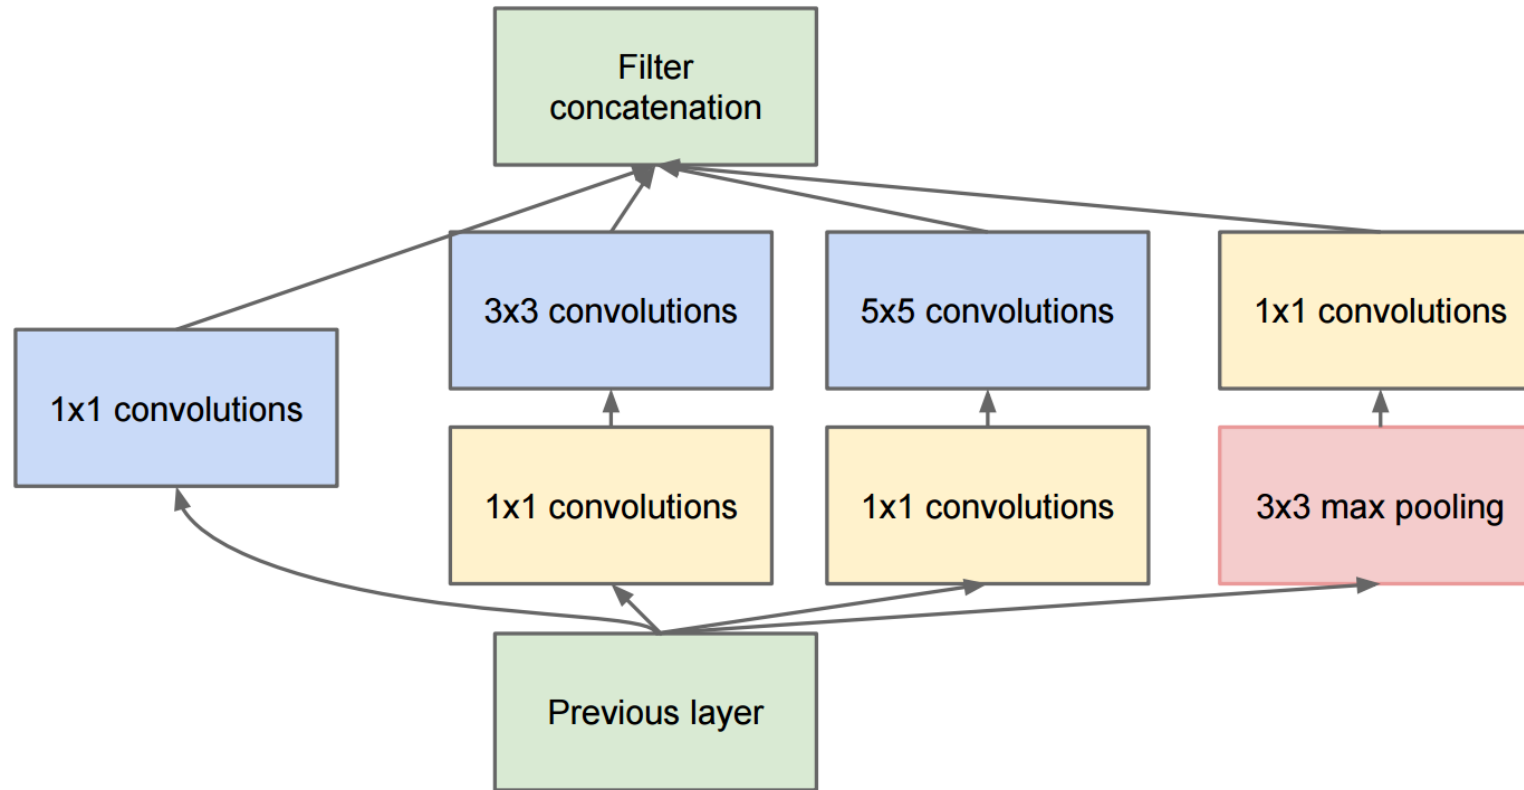 Filter
concatenation
3x3 convolutions
5x5 convolutions
1x1 convolutions
1x1 convolutions
1x1 convolutions
1x1 convolutions
3x3 max pooling
Previous layer